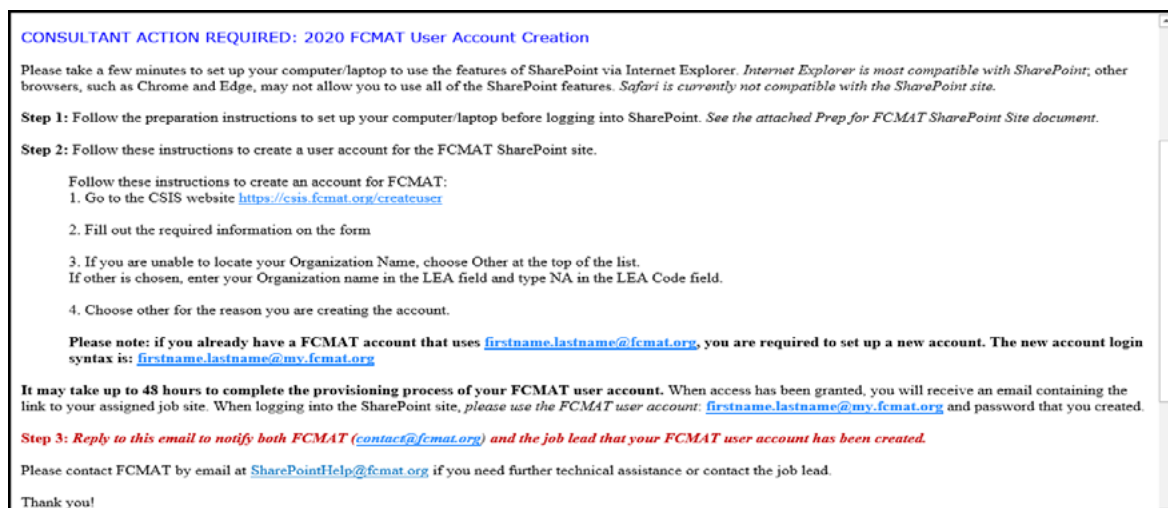 CONSULTANT ACTION REQUIRED: 2020 FCMAT User Account Creation
Please take a few minutes to set up your computer/laptop to use the features of SharePoint via Internet Explorer. Internet Explorer is most compatible with SharePoint; other
browsers, such as Chrome and Edge, may not allow you to use all of the SharePoint features. Safari is currently not compatible with the SharePoint site.
Step 1: Follow the preparation instructions to set up your computer/laptop before logging into SharePoint. See the attached Prep for FCMAT SharePoint Site document.
Step 2: Follow these instructions to create a user account for the FCMAT SharePoint site.
Follow these instructions to create an account for FCMAT:
1. Go to the CSIS website https://csis.fcmat.org/createuser
2. Fill out the required information on the form
3. If you are unable to locate your Organization Name, choose Other at the top of the list.
If other is chosen, enter your Organization name in the LEA field and type NA in the LEA Code field.
4. Choose other for the reason you are creating the account.
Please note: if you already have a FCMAT account that uses firstname.lastname@fcmat.org, you are required to set up a new account. The new account login
syntax is: firstname.lastname@my.fcmat.org
It may take up to 48 hours to complete the provisioning process of your FCMAT user account. When access has been granted, you will receive an email containing the
link to your assigned job site. When logging into the SharePoint site, please use the FCMAT user account: firstname.lastname@my.fcmat.org and password that you created.
Step 3: Reply to this email to notify both FCMAT (contact@fcmat.org) and the job lead that your FCMAT user account has been created.
Please contact FCMAT by email at SharePointHelp@fcmat.org if you need further technical assistance or contact the job lead.
Thank you!